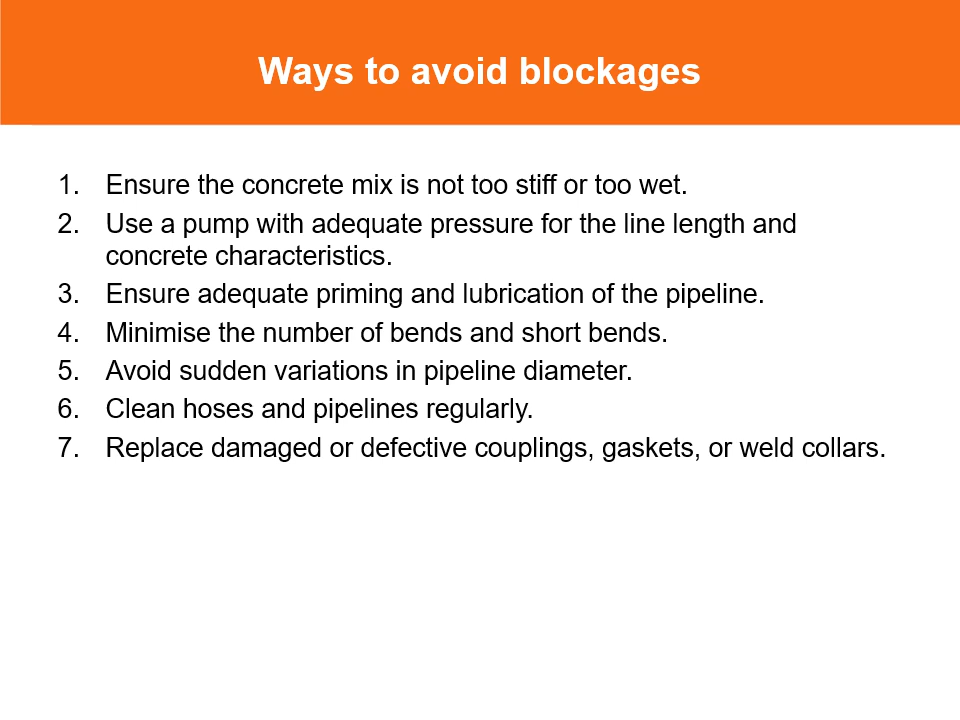 Ways to avoid blockages
1. Ensure the concrete mix is not too stiff or too wet.
2. Use a pump with adequate pressure for the line length and
concrete characteristics.
3. Ensure adequate priming and lubrication of the pipeline.
4. Minimise the number of bends and short bends.
5. Avoid sudden variations in pipeline diameter.
6. Clean hoses and pipelines regularly.
7. Replace damaged or defective couplings, gaskets, or weld collars.